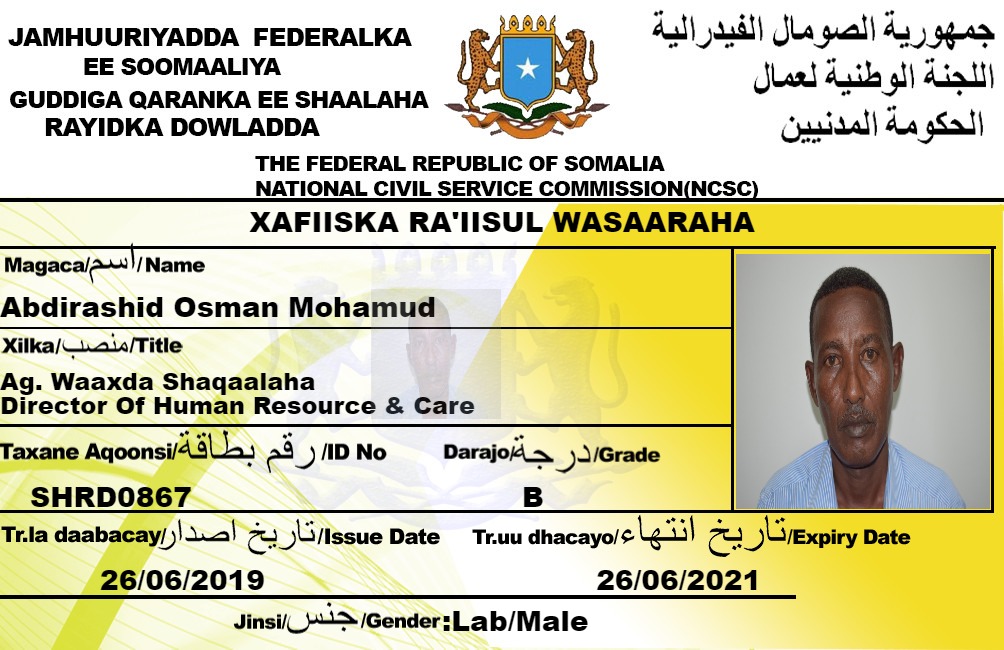 JAMHUURIYADDA FEDERALKA
EE SOOMAALIYA
GUDDIGA QARANKA EE SHAALAHA
RAYIDKA DOWLADDA
جمهورية الصومال الفيدرالية
اللجنة الوطنية لعمال
الحكومة المدنيين
THE FEDERAL REPUBLIC OF SOMALIA
NATIONAL CIVIL SERVICE COMMISSION(NCSC)
XAFIISKA RA'IISUL WASAARAHA
Magaca/اسم/Name
Abdirashid Osman Mohamud
Xilka/منصب/Title
Ag. Waaxda Shaqaalaha
Director Of Human Resource & Care
Taxane Aqoonsi/رقم بطاقة/ID No Darajo/درجة/Grade
SHRD0867 B
Tr.la daabacay/تاريخ اصدار/Issue Date Tr.uu dhacayo/تاريخ انتهاء/Expiry Date
26/06/2019 26/06/2021
Jinsi/جنس/Gender:Lab/Male